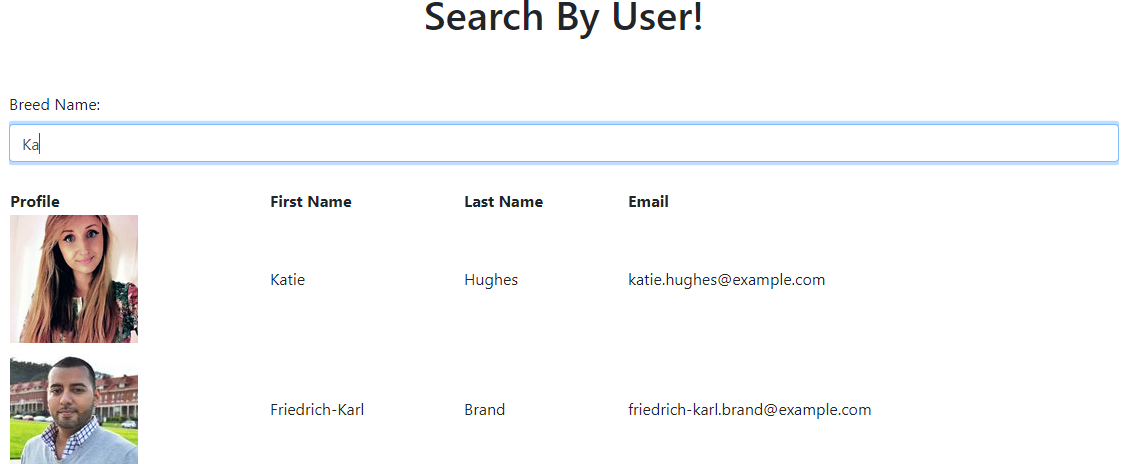 Search By User!
Breed Name:
Ka
Profile First Name Last Name Email
Katie Hughes katie.hughes@example.com
Friedrich-Karl Brand friedrich-karl.brand@example.com